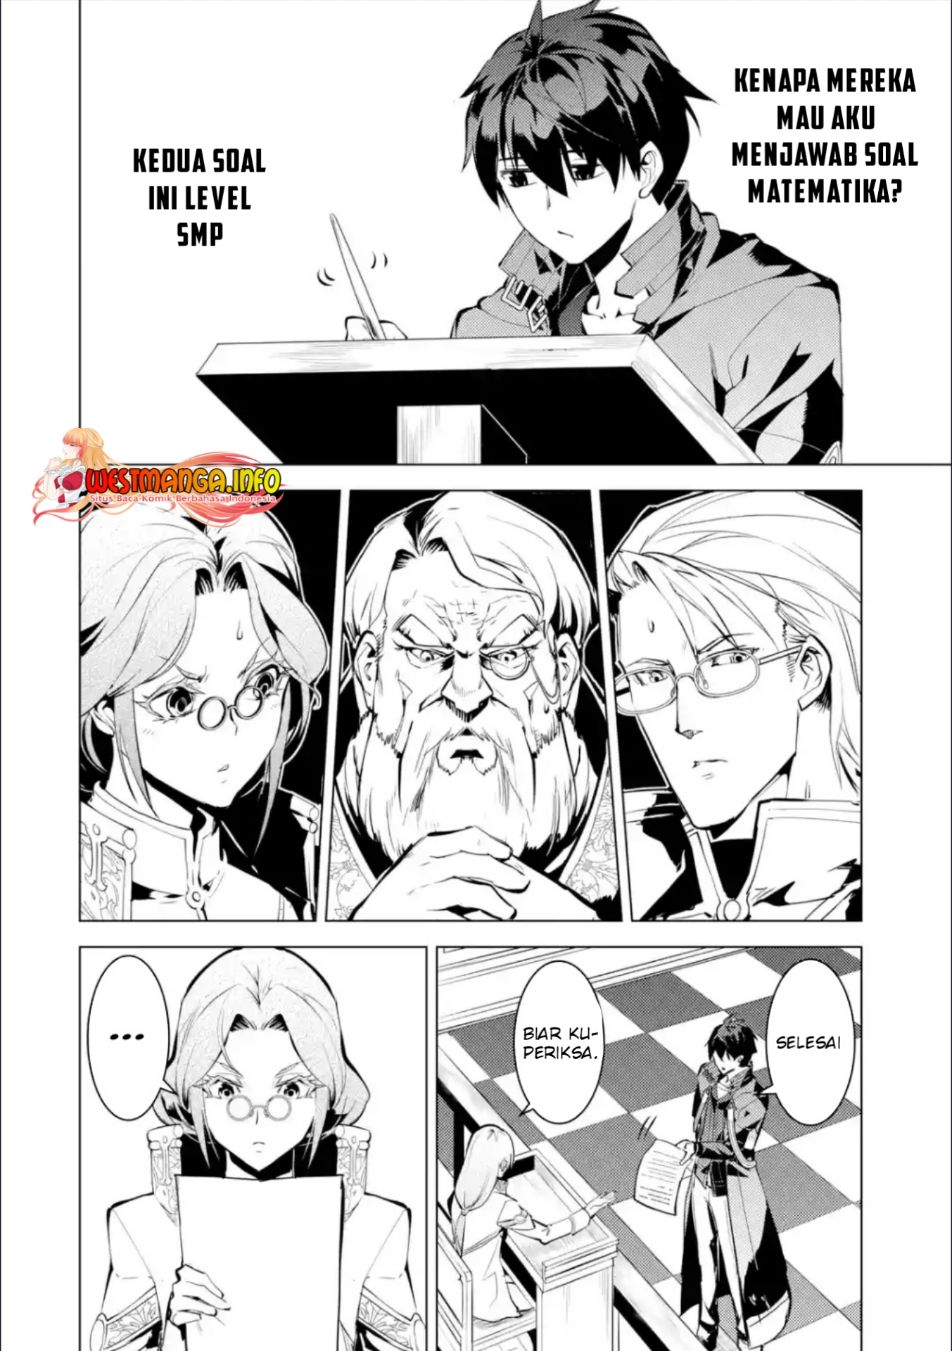 KENAPA MEREKA
MAU AKU
MENJAWAB SOAL
MATEMATIKA?
KEDUA SOAL
INI LEVEL
SMP
WESTMANGA.INFO
Situs Baca Komik Berbahasa Indonesia
...
SELESAI
BIAR KU-
PERIKSA.